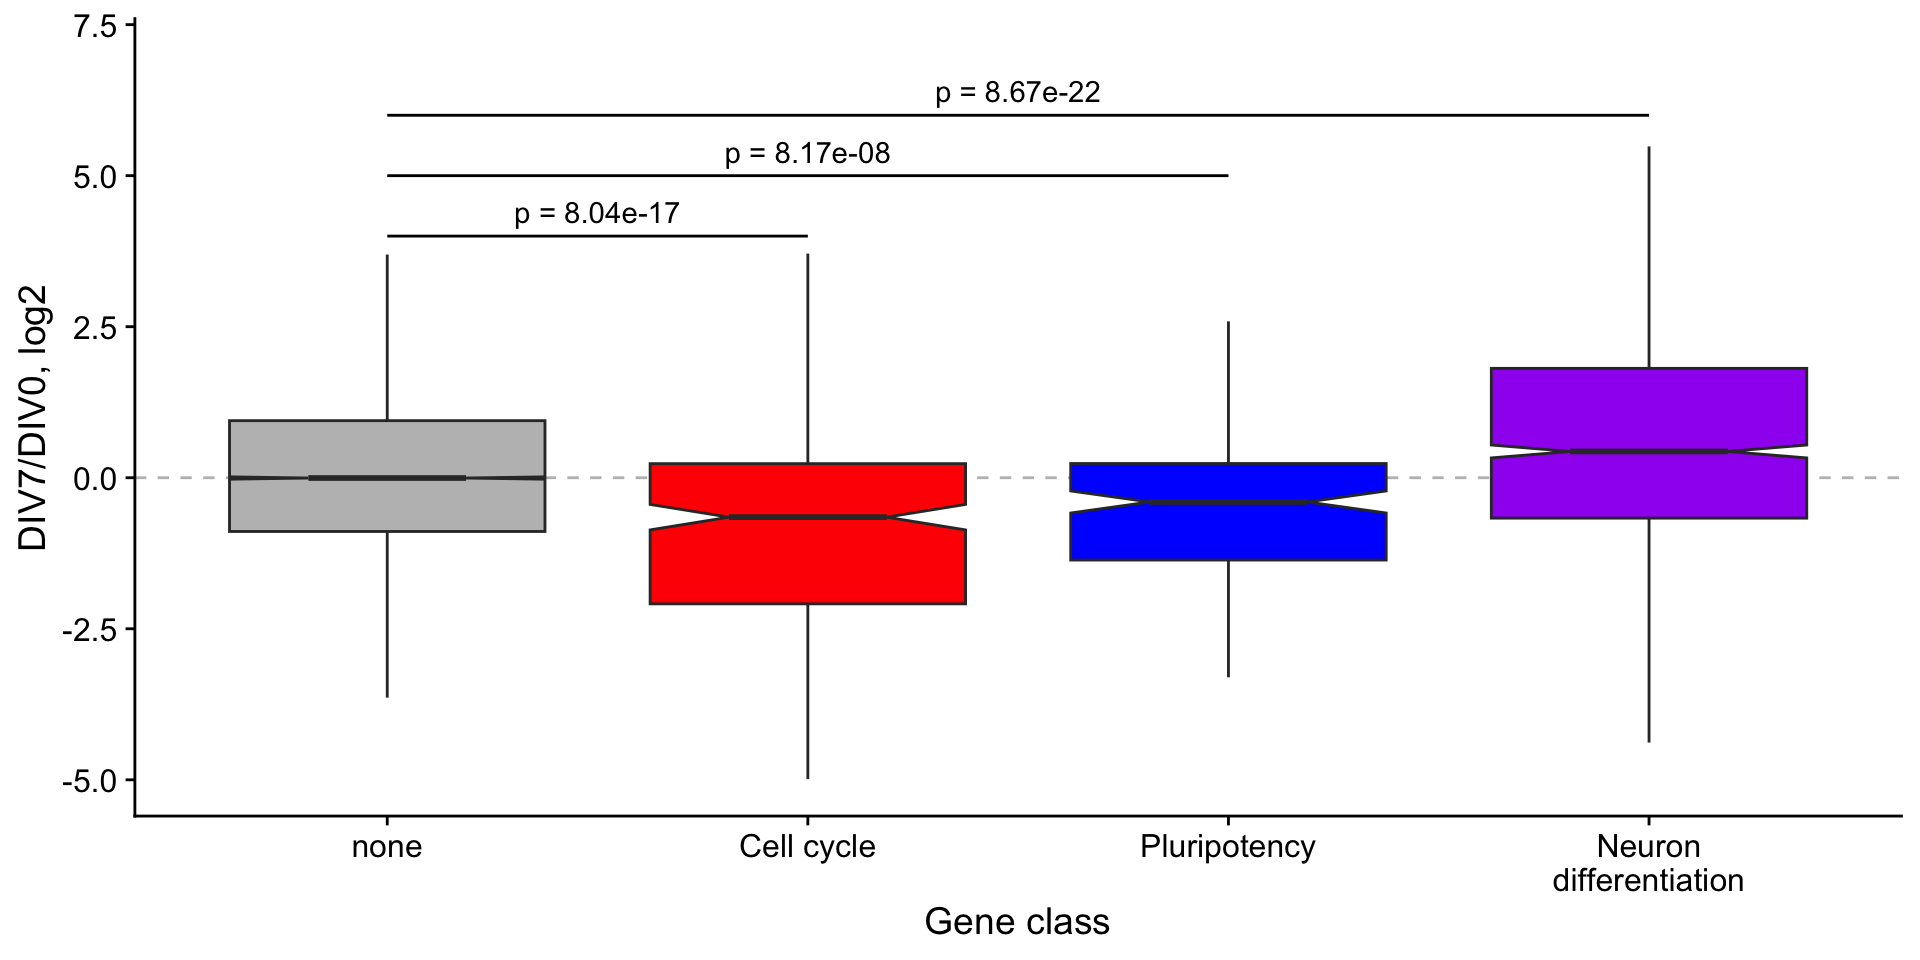 7.5
5.0
2.5
0.0
-2.5
-5.0
DIV7/DIV0, log2
p = 8.67e-22
p = 8.17e-08
p = 8.04e-17
none
Cell cycle
Pluripotency
Neuron
differentiation
Gene class